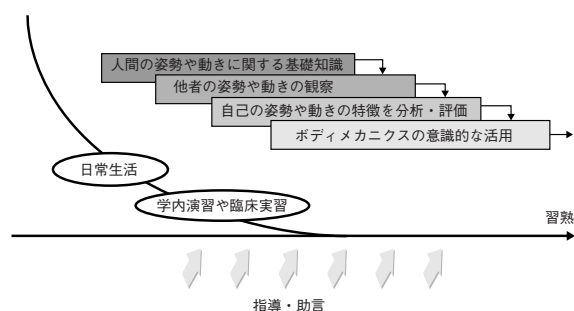 人間の姿勢や動きに関する基礎知識
他者の姿勢や動きの観察
自己の姿勢や動きの特徴を分析・評価
ボディメカニクスの意識的な活用
日常生活
学内演習や臨床実習
習熟
指導・助言